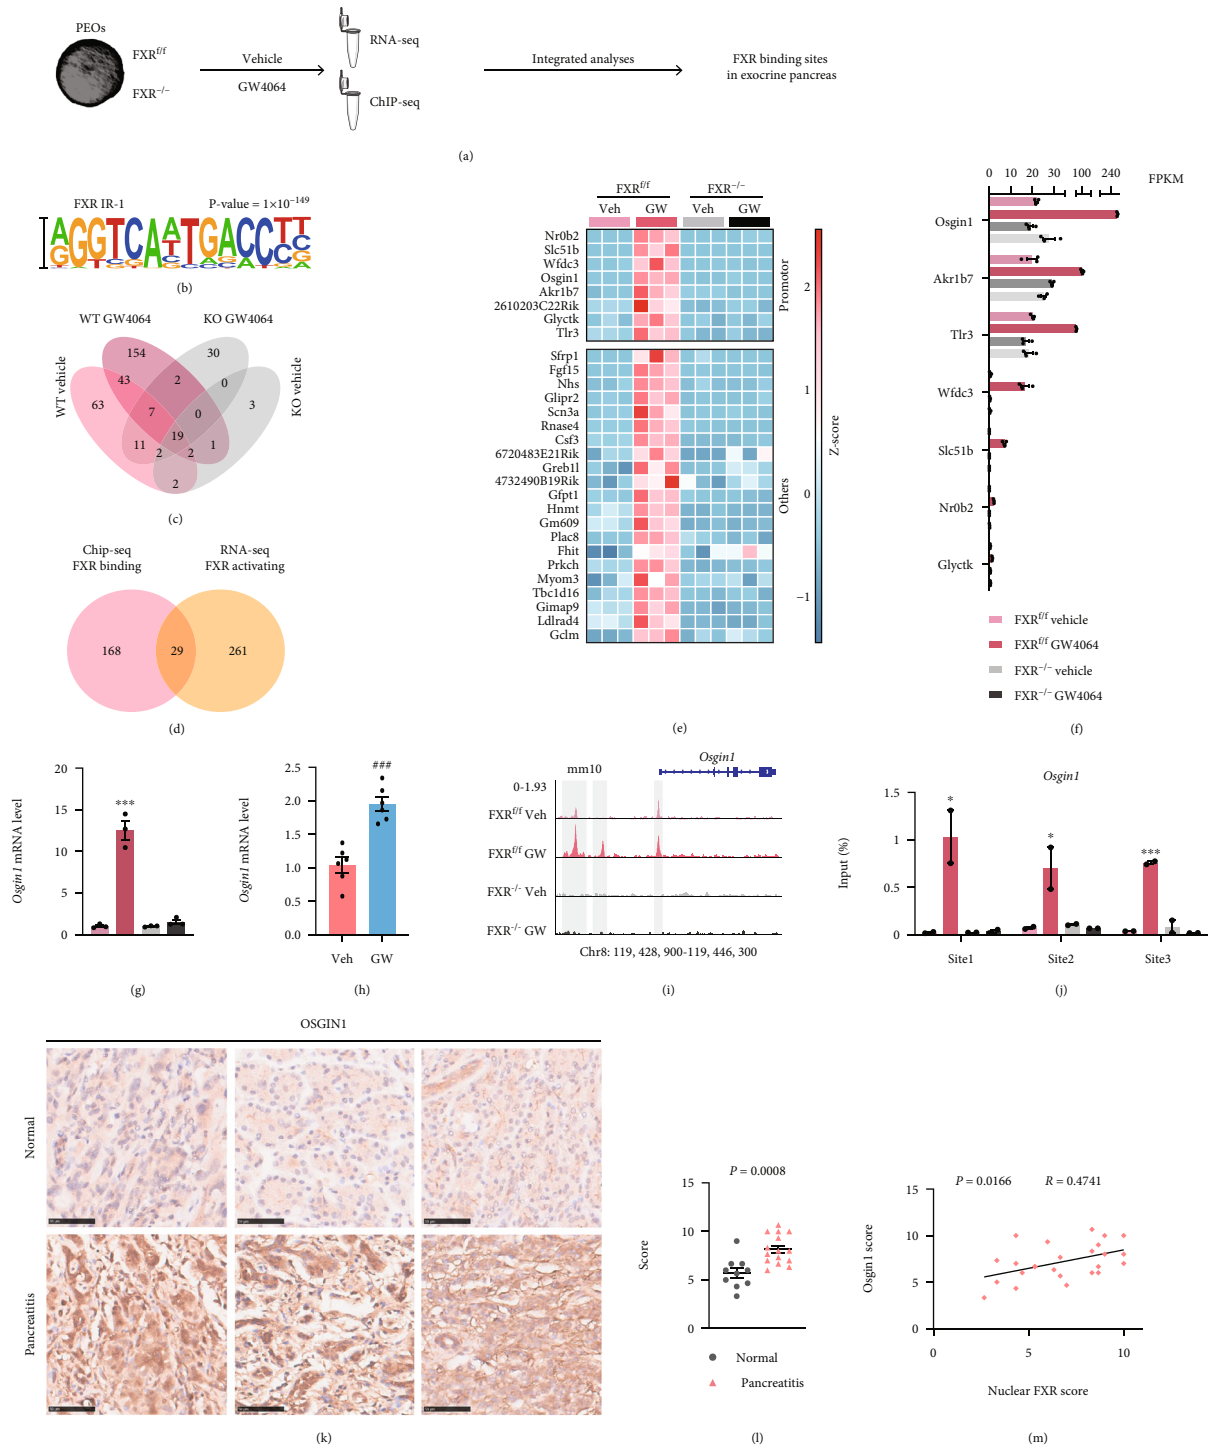 PEOs
FXRf/f
FXR−/−
Vehicle
GW4064
RNA-seq
ChIP-seq
Integrated analyses
FXR binding sites
in exocrine pancreas
(a)
FXR IR-1
P-value = 1×10−149
AGGTCAATGACCTT
(b)
WT GW4064
KO GW4064
WT vehicle
KO vehicle
154
30
43
2
0
63
7
0
3
11
19
1
2
2
2
(c)
Chip-seq
FXR binding
RNA-seq
FXR activating
168
29
261
(d)
FXRf/f
FXR−/−
Veh
GW
Veh
GW
Nr0b2
Slc51b
Wfdc3
Osgin1
Akr1b7
2610203C22Rik
Glyctk
Tlr3
Promotor
Sfrp1
Fgf15
Nhs
Glipr2
Scn3a
Rnase4
Csf3
6720483E21Rik
Greb1l
4732490B19Rik
Gfpt1
Hnmt
Gm609
Plac8
Fhit
Prkch
Myom3
Tbc1d16
Gimap9
Ldlrad4
Gclm
Others
2
1
0
−1
Z-score
(e)
0 10 20 30 100 240
FPKM
Osgin1
Akr1b7
Tlr3
Wfdc3
Slc51b
Nr0b2
Glyctk
FXRf/f vehicle
FXRf/f GW4064
FXR−/− vehicle
FXR−/− GW4064
(f)
Osgin1 mRNA level
20
15
10
5
0
***
(g)
Osgin1 mRNA level
2.5
2.0
1.5
1.0
0.5
0.0
###
Veh
GW
(h)
mm10
Osgin1
0-1.93
FXRf/f Veh
FXRf/f GW
FXR−/− Veh
FXR−/− GW
Chr8: 119, 428, 900-119, 446, 300
(i)
Osgin1
Input (%)
1.5
1
0.5
0
*
*
***
Site1
Site2
Site3
(j)
OSGIN1
Normal
Pancreatitis
(k)
P = 0.0008
Score
15
10
5
0
Normal
Pancreatitis
(l)
P = 0.0166
R = 0.4741
Osgin1 score
15
10
5
0
0
5
10
Nuclear FXR score
(m)